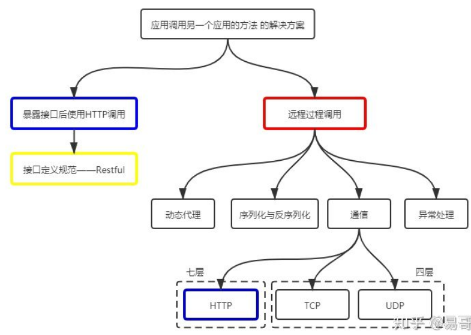 应用调用另一个应用的方法 的解决方案
暴露接口后使用HTTP调用
远程过程调用
接口定义规范——Restful
动态代理
序列化与反序列化
通信
异常处理
七层
四层
HTTP
TCP
UDP
知乎 @易哥